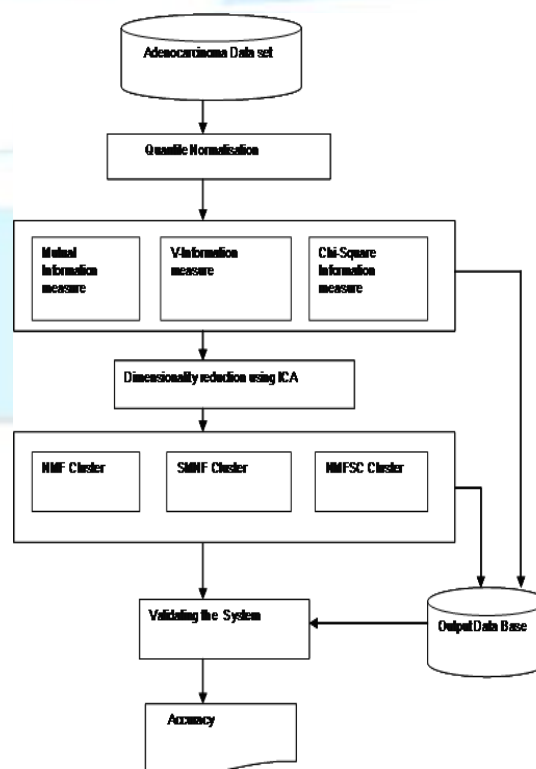 Adenocarcinoma Data set
Quantile Normalisation
Mutual
Information
measure
V-Information
measure
Chi-Square
Information
measure
Dimensionality reduction using ICA
NMF Cluster
SMNF Cluster
NMFSC Cluster
Validating the System
Output Data Base
Accuracy